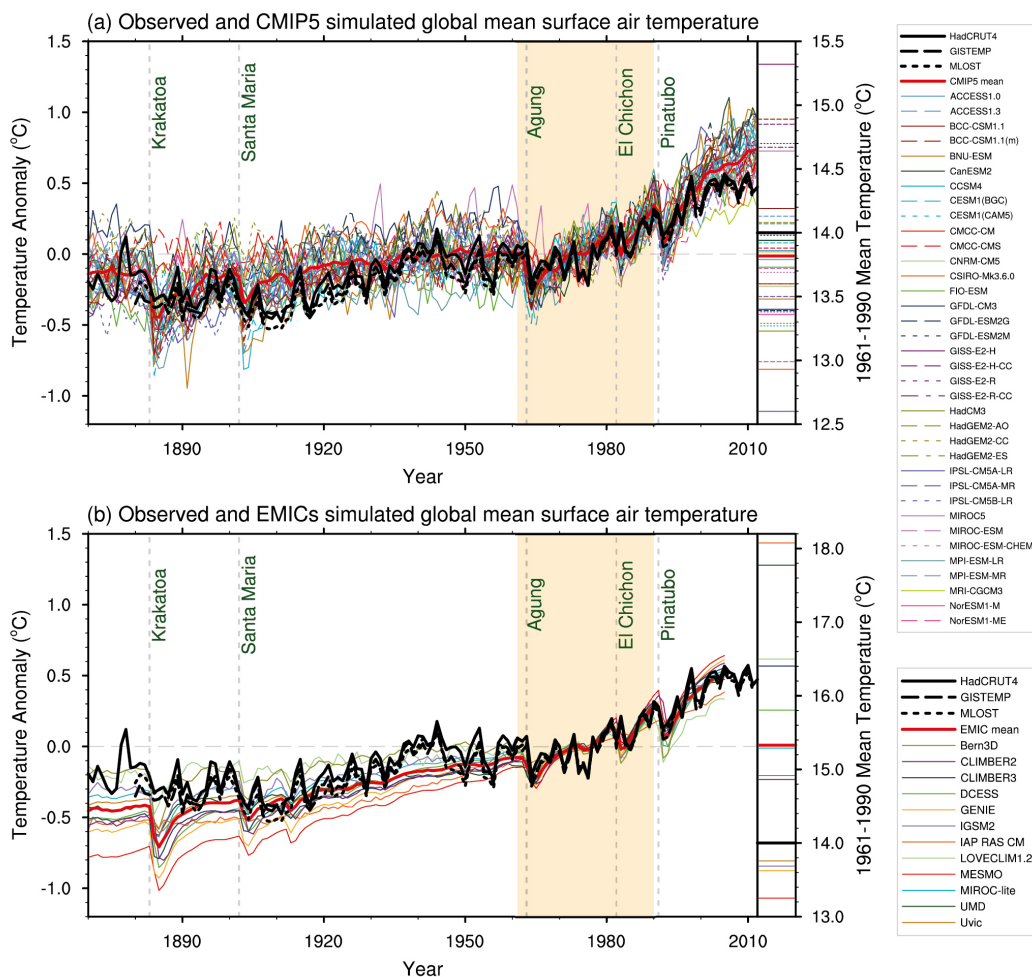 (a) Observed and CMIP5 simulated global mean surface air temperature
1.5
1.0
0.5
0.0
-0.5
-1.0
Temperature Anomaly (°C)
Krakatoa
Santa Maria
Agung
El Chichon
Pinatubo
15.5
15.0
14.5
14.0
13.5
13.0
12.5
1961-1990 Mean Temperature (°C)
1890
1920
1950
1980
2010
Year
HadCRUT4
GISTEMP
MLOST
CMIP5 mean
ACCESS1.0
ACCESS1.3
BCC-CSM1.1
BCC-CSM1.1(m)
BNU-ESM
CanESM2
CCSM4
CESM1(BGC)
CESM1(CAM5)
CMCC-CM
CMCC-CMS
CNRM-CM5
CSIRO-Mk3.6.0
FIO-ESM
GFDL-CM3
GFDL-ESM2G
GFDL-ESM2M
GISS-E2-H
GISS-E2-H-CC
GISS-E2-R
GISS-E2-R-CC
HadCM3
HadGEM2-AO
HadGEM2-CC
HadGEM2-ES
IPSL-CM5A-LR
IPSL-CM5A-MR
IPSL-CM5B-LR
MIROC5
MIROC-ESM
MIROC-ESM-CHEM
MPI-ESM-LR
MPI-ESM-MR
MRI-CGCM3
NorESM1-M
NorESM1-ME
(b) Observed and EMICs simulated global mean surface air temperature
1.5
1.0
0.5
0.0
-0.5
-1.0
Temperature Anomaly (°C)
Krakatoa
Santa Maria
Agung
El Chichon
Pinatubo
18.0
17.0
16.0
15.0
14.0
13.0
1961-1990 Mean Temperature (°C)
1890
1920
1950
1980
2010
Year
HadCRUT4
GISTEMP
MLOST
EMIC mean
Bern3D
CLIMBER2
CLIMBER3
DCESS
GENIE
IGSM2
IAP RAS CM
LOVECLIM1.2
MESMO
MIROC-lite
UMD
Uvic